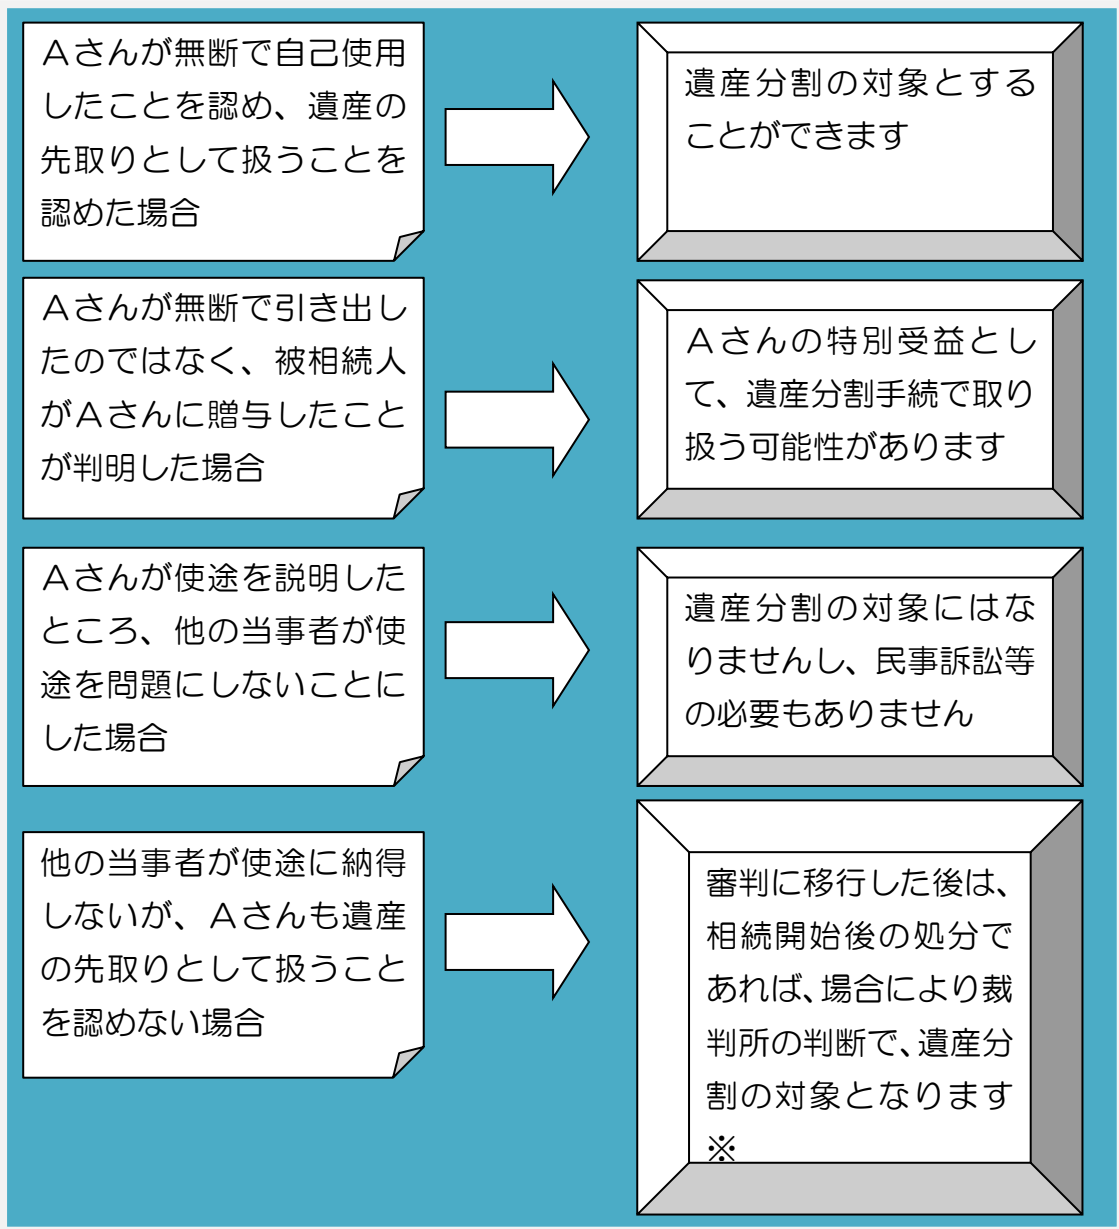 Ａさんが無断で自己使用
したことを認め、遺産の
先取りとして扱うことを
認めた場合
遺産分割の対象とする
ことができます
Ａさんが無断で引き出し
たのではなく、被相続人
がＡさんに贈与したこと
が判明した場合
Ａさんの特別受益とし
て、遺産分割手続で取り
扱う可能性があります
Ａさんが使途を説明した
ところ、他の当事者が使
途を問題にしないことに
した場合
遺産分割の対象にはな
りませんし、民事訴訟等
の必要もありません
他の当事者が使途に納得
しないが、Ａさんも遺産
の先取りとして扱うこと
を認めない場合
審判に移行した後は、
相続開始後の処分で
あれば、場合により裁
判所の判断で、遺産分
割の対象となります
※